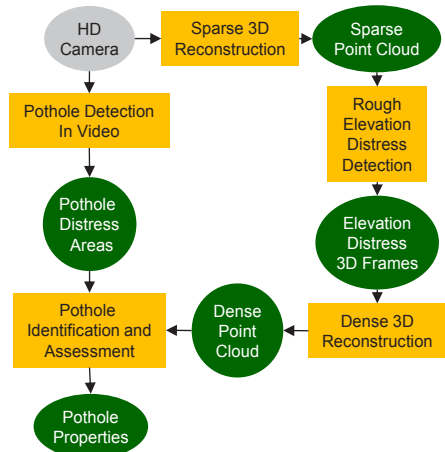 HD
Camera
Sparse 3D
Reconstruction
Sparse
Point Cloud
Pothole Detection
In Video
Rough
Elevation
Distress
Detection
Pothole
Distress
Areas
Elevation
Distress
3D Frames
Pothole
Identification and
Assessment
Dense
Point
Cloud
Dense 3D
Reconstruction
Pothole
Properties